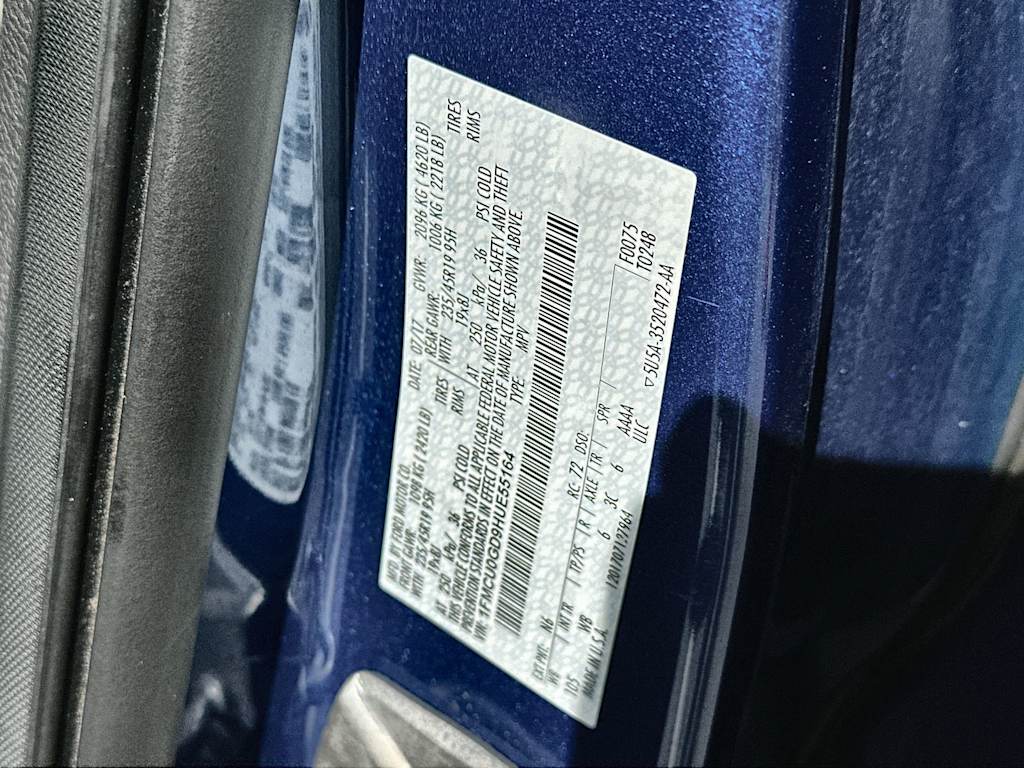 MFD. BY FORD MOTOR CO.
DATE: 07/17 GVWR: 2096 KG ( 4620 LB)
FRONT GAWR: 1098 KG ( 2420 LB) REAR GAWR: 1006 KG ( 2218 LB)
WITH 235/45R19 95H TIRES WITH 235/45R19 95H TIRES
19x8J RIMS 19x8J RIMS
AT 250 kPa/ 36 PSI COLD AT 250 kPa/ 36 PSI COLD
THIS VEHICLE CONFORMS TO ALL APPLICABLE FEDERAL MOTOR VEHICLE SAFETY AND THEFT
PREVENTION STANDARDS IN EFFECT ON THE DATE OF MANUFACTURE SHOWN ABOVE.
VIN: 1FMCU0GD9HUE55164 TYPE: MPV
EXT PNT: N6 RC: 72 DSO: F0075
WB INT TR TP/PS R AXLE TR SPR T0248
105 WB 6 3C 6 AAAA
MADE IN U.S.A. ULC ▽5U5A-3520472-AA